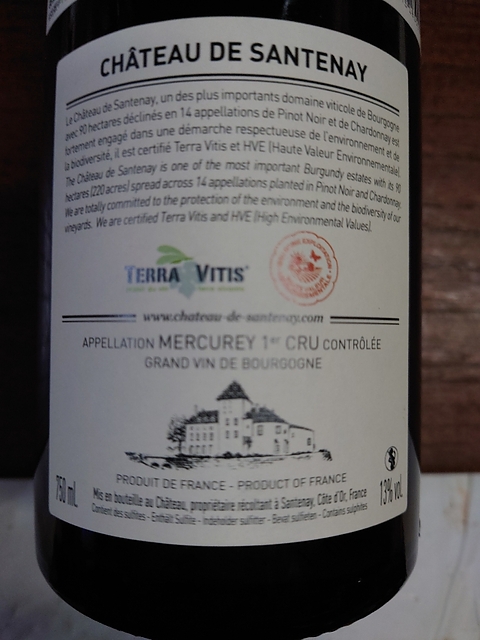 CHÂTEAU DE SANTENAY
Le Château de Santenay, un des plus importants domaine viticole de Bourgogne
avec 90 hectares déclinés en 14 appellations de Pinot Noir et de Chardonnay est
fortement engagé dans une démarche respectueuse de l'environnement et de
la biodiversité, il est certifié Terra Vitis et HVE (Haute Valeur Environnementale).
The Château de Santenay is one of the most important Burgundy estates with its 90
hectares (220 acres) spread across 14 appellations planted in Pinot Noir and Chardonnay.
We are totally committed to the protection of the environment and the biodiversity of our
vineyards. We are certified Terra Vitis and HVE (High Environmental Values).
TERRA VITIS®
EXPLOITATION
HAUTE VALEUR
ENVIRONNEMENTALE
www.chateau-de-santenay.com
APPELLATION MERCUREY 1er CRU CONTRÔLÉE
GRAND VIN DE BOURGOGNE
PRODUIT DE FRANCE - PRODUCT OF FRANCE
750 mL
Mis en bouteille au Château, propriétaire récoltant à Santenay, Côte d'Or, France
13% vol.
Contient des sulfites - Enthält Sulfite - Indeholder sulfitter - Bevat sulfieten - Contains sulphites